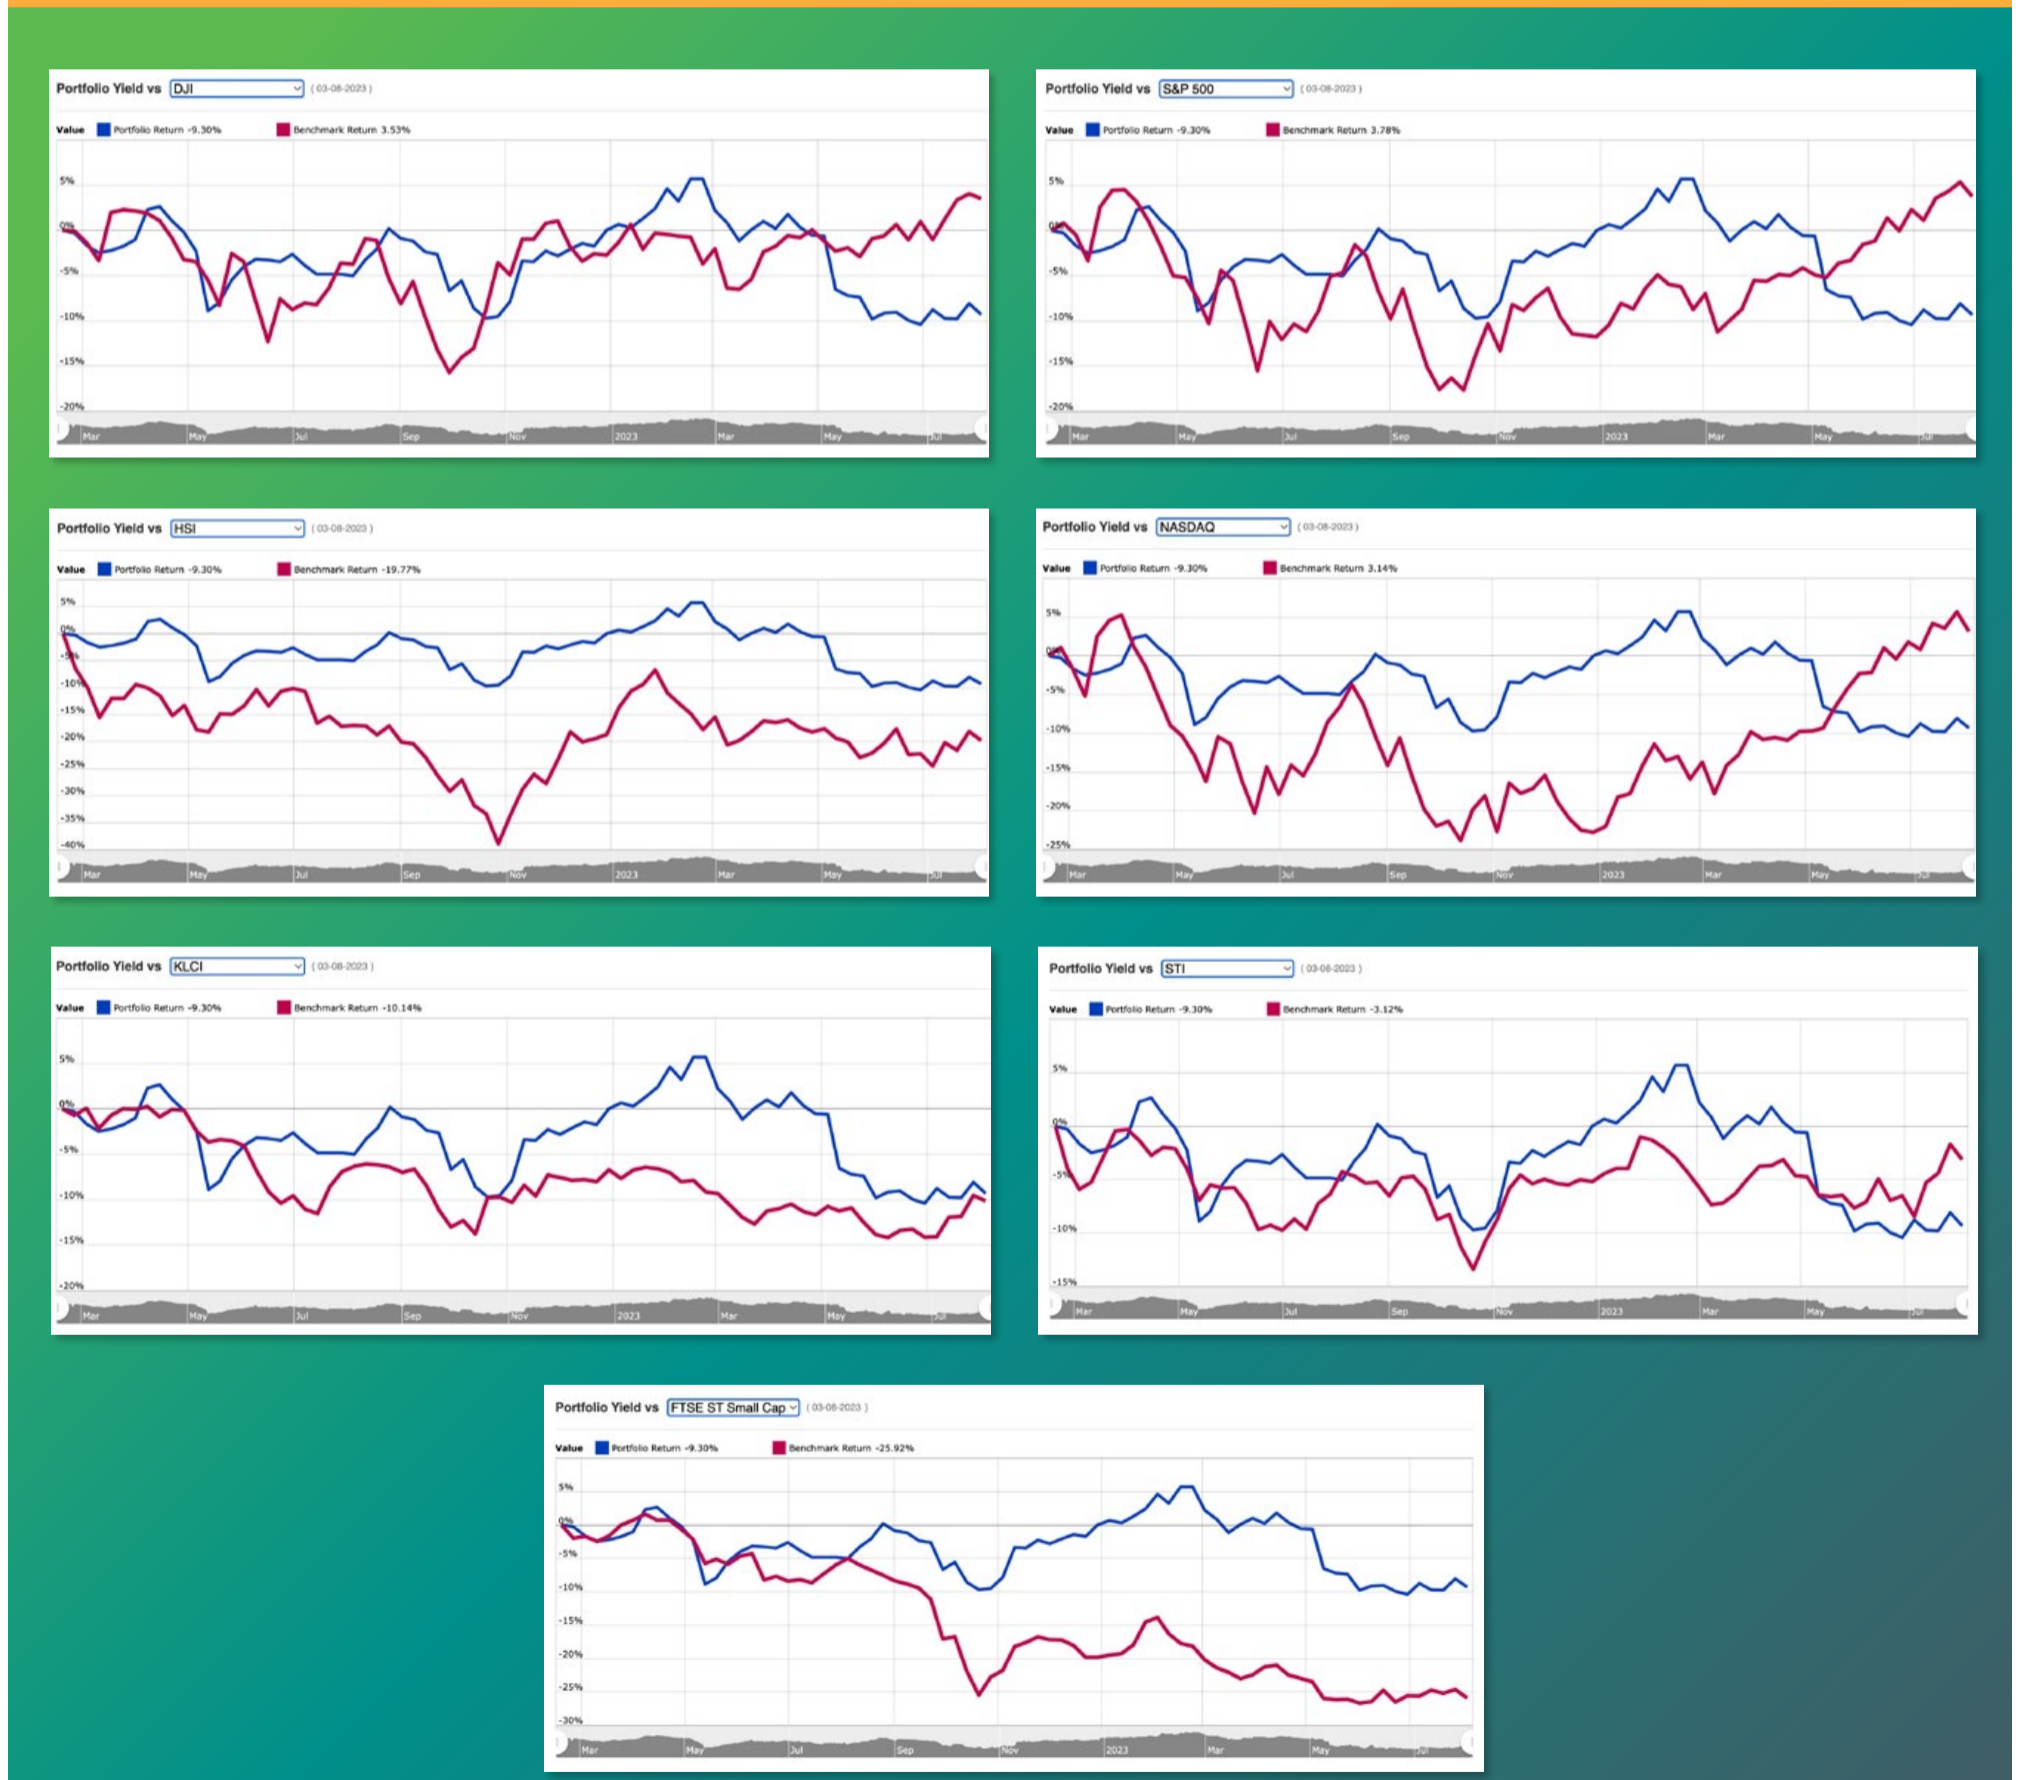 Portfolio Yield vs DJI (03-08-2023)
Value Portfolio Return -9.30% Benchmark Return 3.53%
5%
0%
-5%
-10%
-15%
-20%
Mar May Jul Sep Nov 2023 Mar May Jul
Portfolio Yield vs S&P 500 (03-08-2023)
Value Portfolio Return -9.30% Benchmark Return 3.78%
5%
0%
-5%
-10%
-15%
-20%
Mar May Jul Sep Nov 2023 Mar May Jul
Portfolio Yield vs HSI (03-08-2023)
Value Portfolio Return -9.30% Benchmark Return -19.77%
5%
0%
-5%
-10%
-15%
-20%
-25%
-30%
-35%
-40%
Mar May Jul Sep Nov 2023 Mar May Jul
Portfolio Yield vs NASDAQ (03-08-2023)
Value Portfolio Return -9.30% Benchmark Return 3.14%
5%
0%
-5%
-10%
-15%
-20%
-25%
Mar May Jul Sep Nov 2023 Mar May Jul
Portfolio Yield vs KLCI (03-08-2023)
Value Portfolio Return -9.30% Benchmark Return -10.14%
5%
0%
-5%
-10%
-15%
-20%
Mar May Jul Sep Nov 2023 Mar May Jul
Portfolio Yield vs STI (03-08-2023)
Value Portfolio Return -9.30% Benchmark Return -3.12%
5%
0%
-5%
-10%
-15%
Mar May Jul Sep Nov 2023 Mar May Jul
Portfolio Yield vs FTSE ST Small Cap (03-08-2023)
Value Portfolio Return -9.30% Benchmark Return -25.92%
5%
0%
-5%
-10%
-15%
-20%
-25%
-30%
Mar May Jul Sep Nov 2023 Mar May Jul